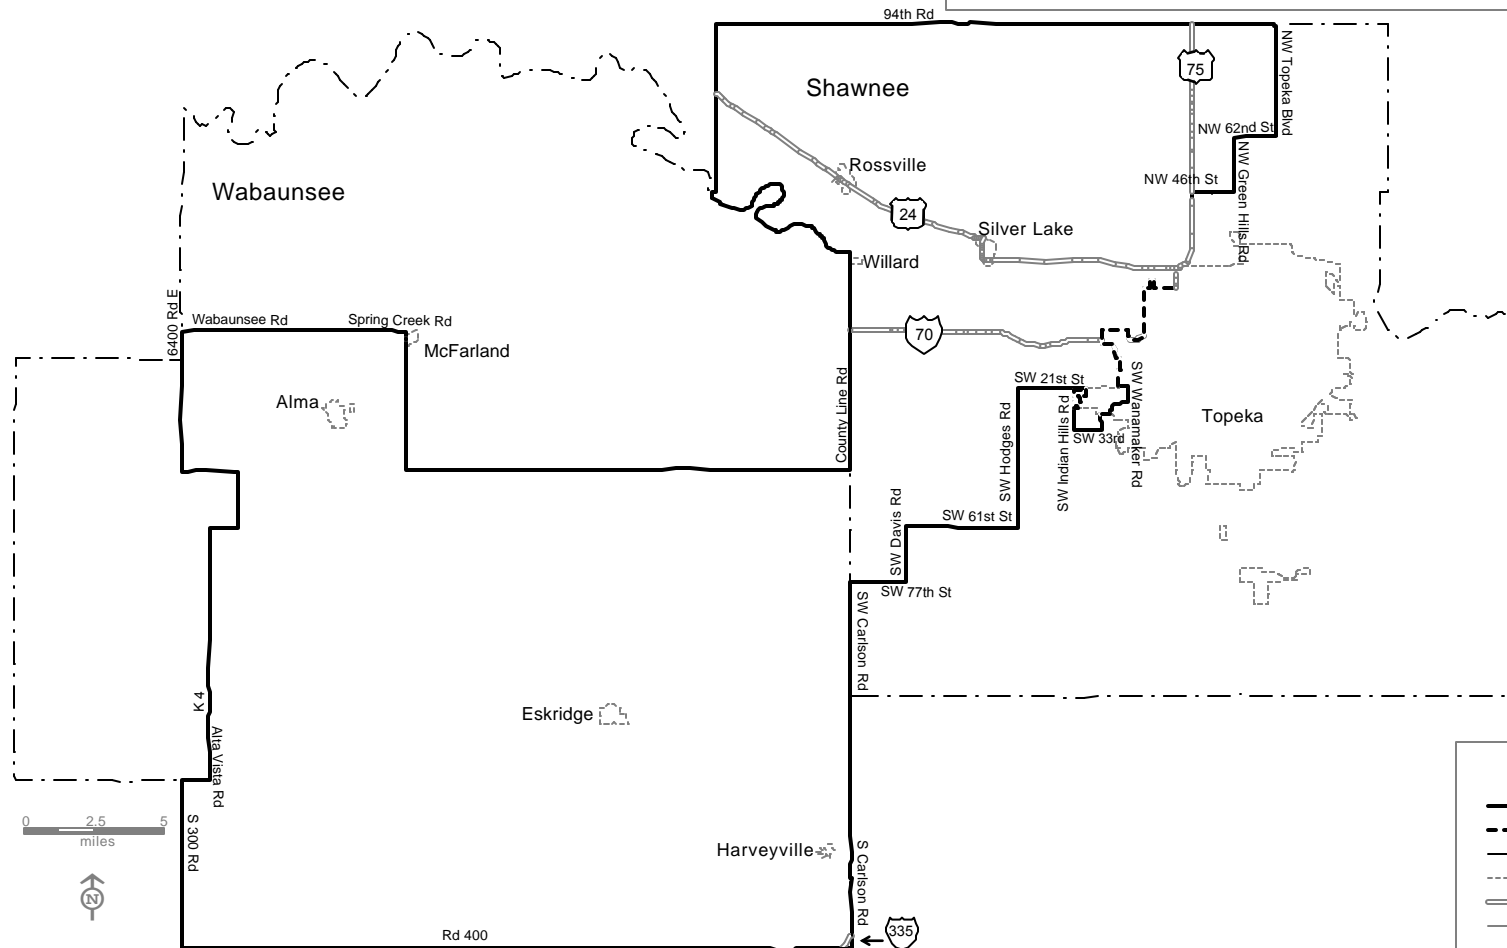 94th Rd
NW Topeka Blvd
75
Shawnee
NW 62nd St
Rossville
NW 46th St
NW Green Hills Rd
Wabaunsee
24
Silver Lake
Willard
6400 Rd E
Wabaunsee Rd
Spring Creek Rd
McFarland
70
County Line Rd
SW 21st St
SW Wanamaker Rd
Alma
SW Hodges Rd
SW Indian Hills Rd
SW 33rd
Topeka
SW Davis Rd
SW 61st St
SW 77th St
SW Carlson Rd
K 4
Eskridge
Alta Vista Rd
0 2.5 5
miles
S 300 Rd
N
Harveyville
S Carlson Rd
Rd 400
335